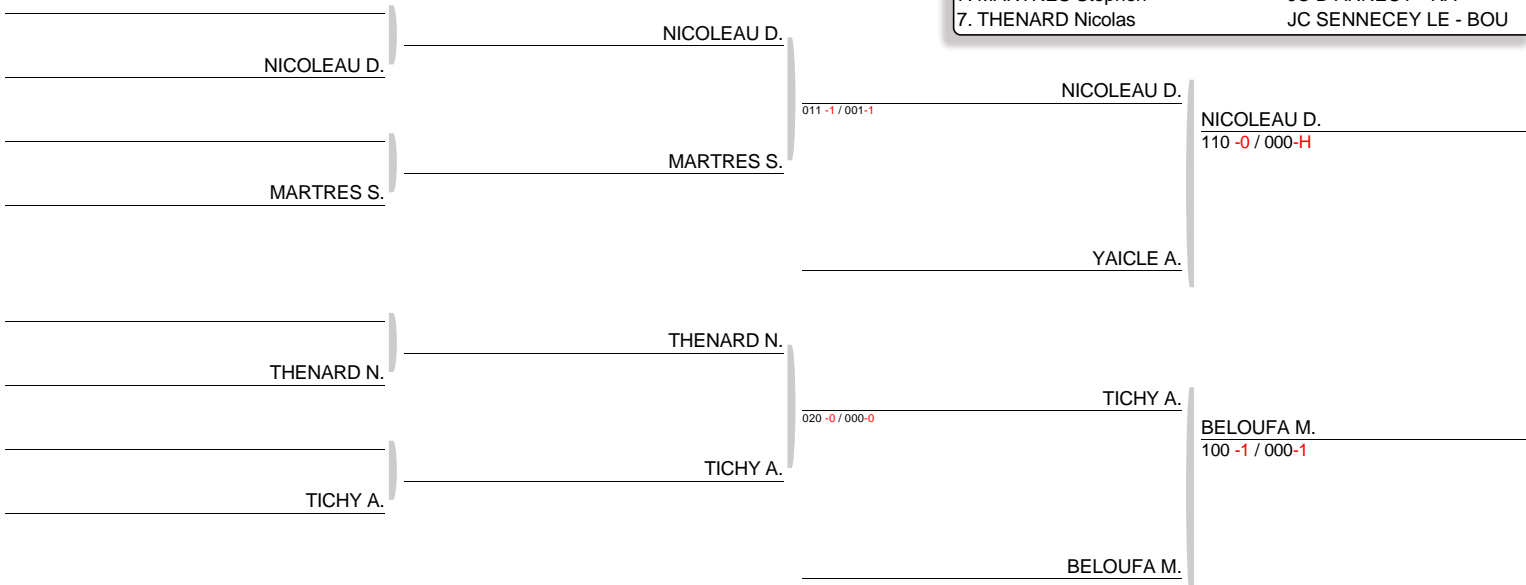 7. THENARD Nicolas JC SENNECEY LE - BOU
NICOLEAU D.
NICOLEAU D.
NICOLEAU D.
011 -1 / 001-1
NICOLEAU D.
110 -0 / 000-H
MARTRES S.
MARTRES S.
YAICLE A.
THENARD N.
THENARD N.
TICHY A.
020 -0 / 000-0
BELOUFA M.
100 -1 / 000-1
TICHY A.
TICHY A.
BELOUFA M.